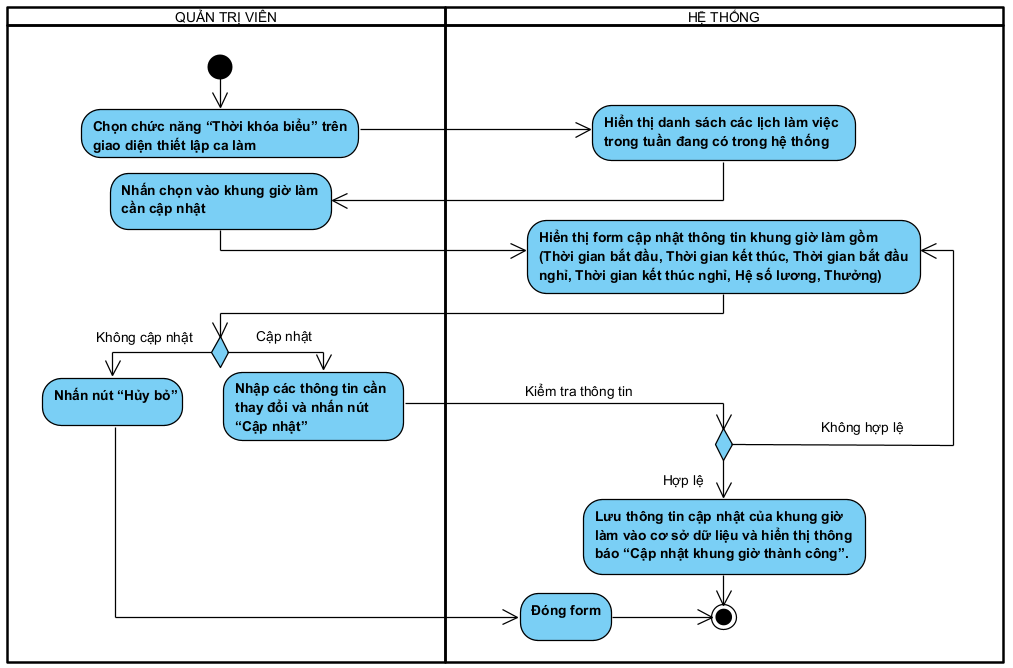 QUẢN TRỊ VIÊN
HỆ THỐNG
Chọn chức năng “Thời khóa biểu” trên
giao diện thiết lập ca làm
Hiển thị danh sách các lịch làm việc
trong tuần đang có trong hệ thống
Nhấn chọn vào khung giờ làm
cần cập nhật
Hiển thị form cập nhật thông tin khung giờ làm gồm
(Thời gian bắt đầu, Thời gian kết thúc, Thời gian bắt đầu
nghỉ, Thời gian kết thúc nghỉ, Hệ số lương, Thưởng)
Không cập nhật
Cập nhật
Nhấn nút “Hủy bỏ”
Nhập các thông tin cần
thay đổi và nhấn nút
“Cập nhật”
Kiểm tra thông tin
Không hợp lệ
Hợp lệ
Lưu thông tin cập nhật của khung giờ
làm vào cơ sở dữ liệu và hiển thị thông
báo “Cập nhật khung giờ thành công”.
Đóng form